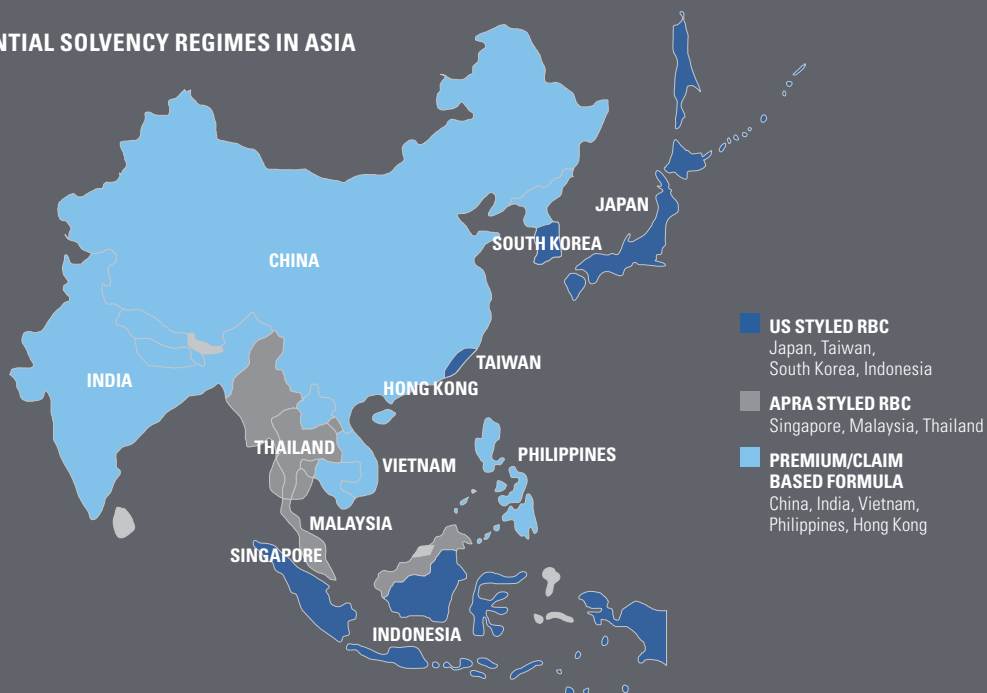 NTIAL SOLVENCY REGIMES IN ASIA
JAPAN
SOUTH KOREA
CHINA
TAIWAN
INDIA
HONG KONG
THAILAND
VIETNAM
PHILIPPINES
MALAYSIA
SINGAPORE
INDONESIA
US STYLED RBC
Japan, Taiwan,
South Korea, Indonesia
APRA STYLED RBC
Singapore, Malaysia, Thailand
PREMIUM/CLAIM
BASED FORMULA
China, India, Vietnam,
Philippines, Hong Kong